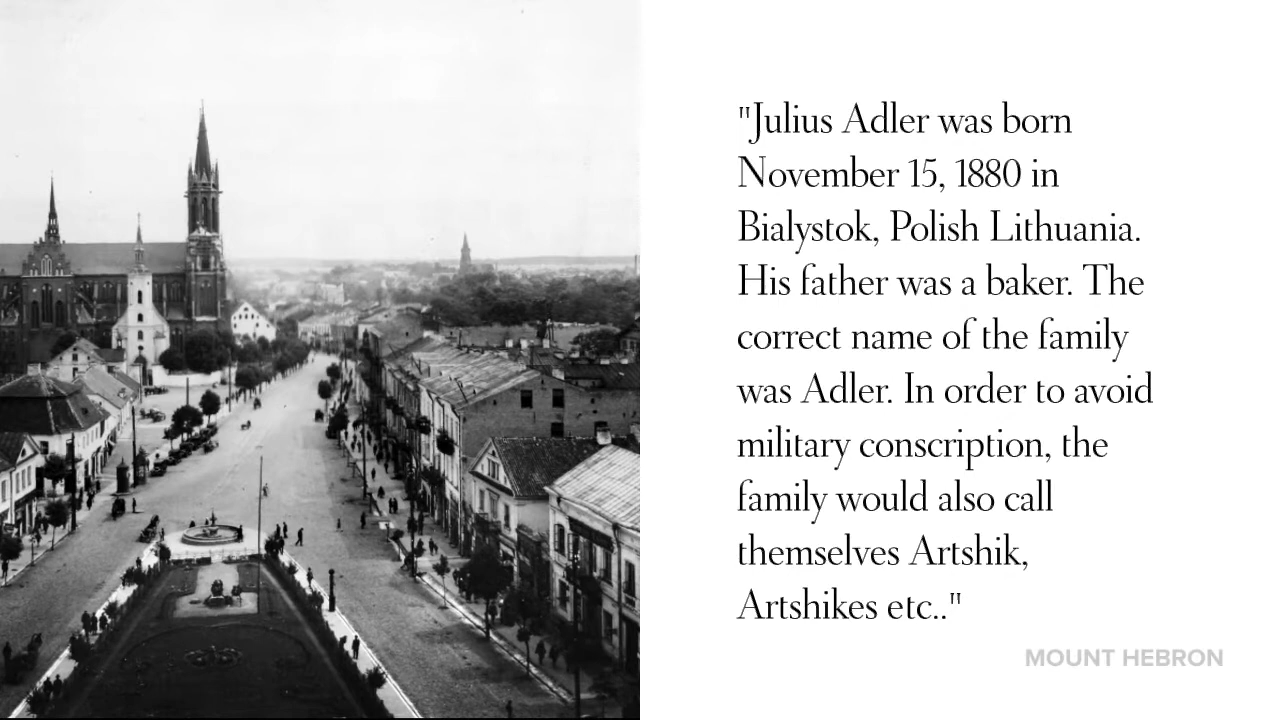 "Julius Adler was born
November 15, 1880 in
Bialystok, Polish Lithuania.
His father was a baker. The
correct name of the family
was Adler. In order to avoid
military conscription, the
family would also call
themselves Artshik,
Artshikes etc.."
MOUNT HEBRON